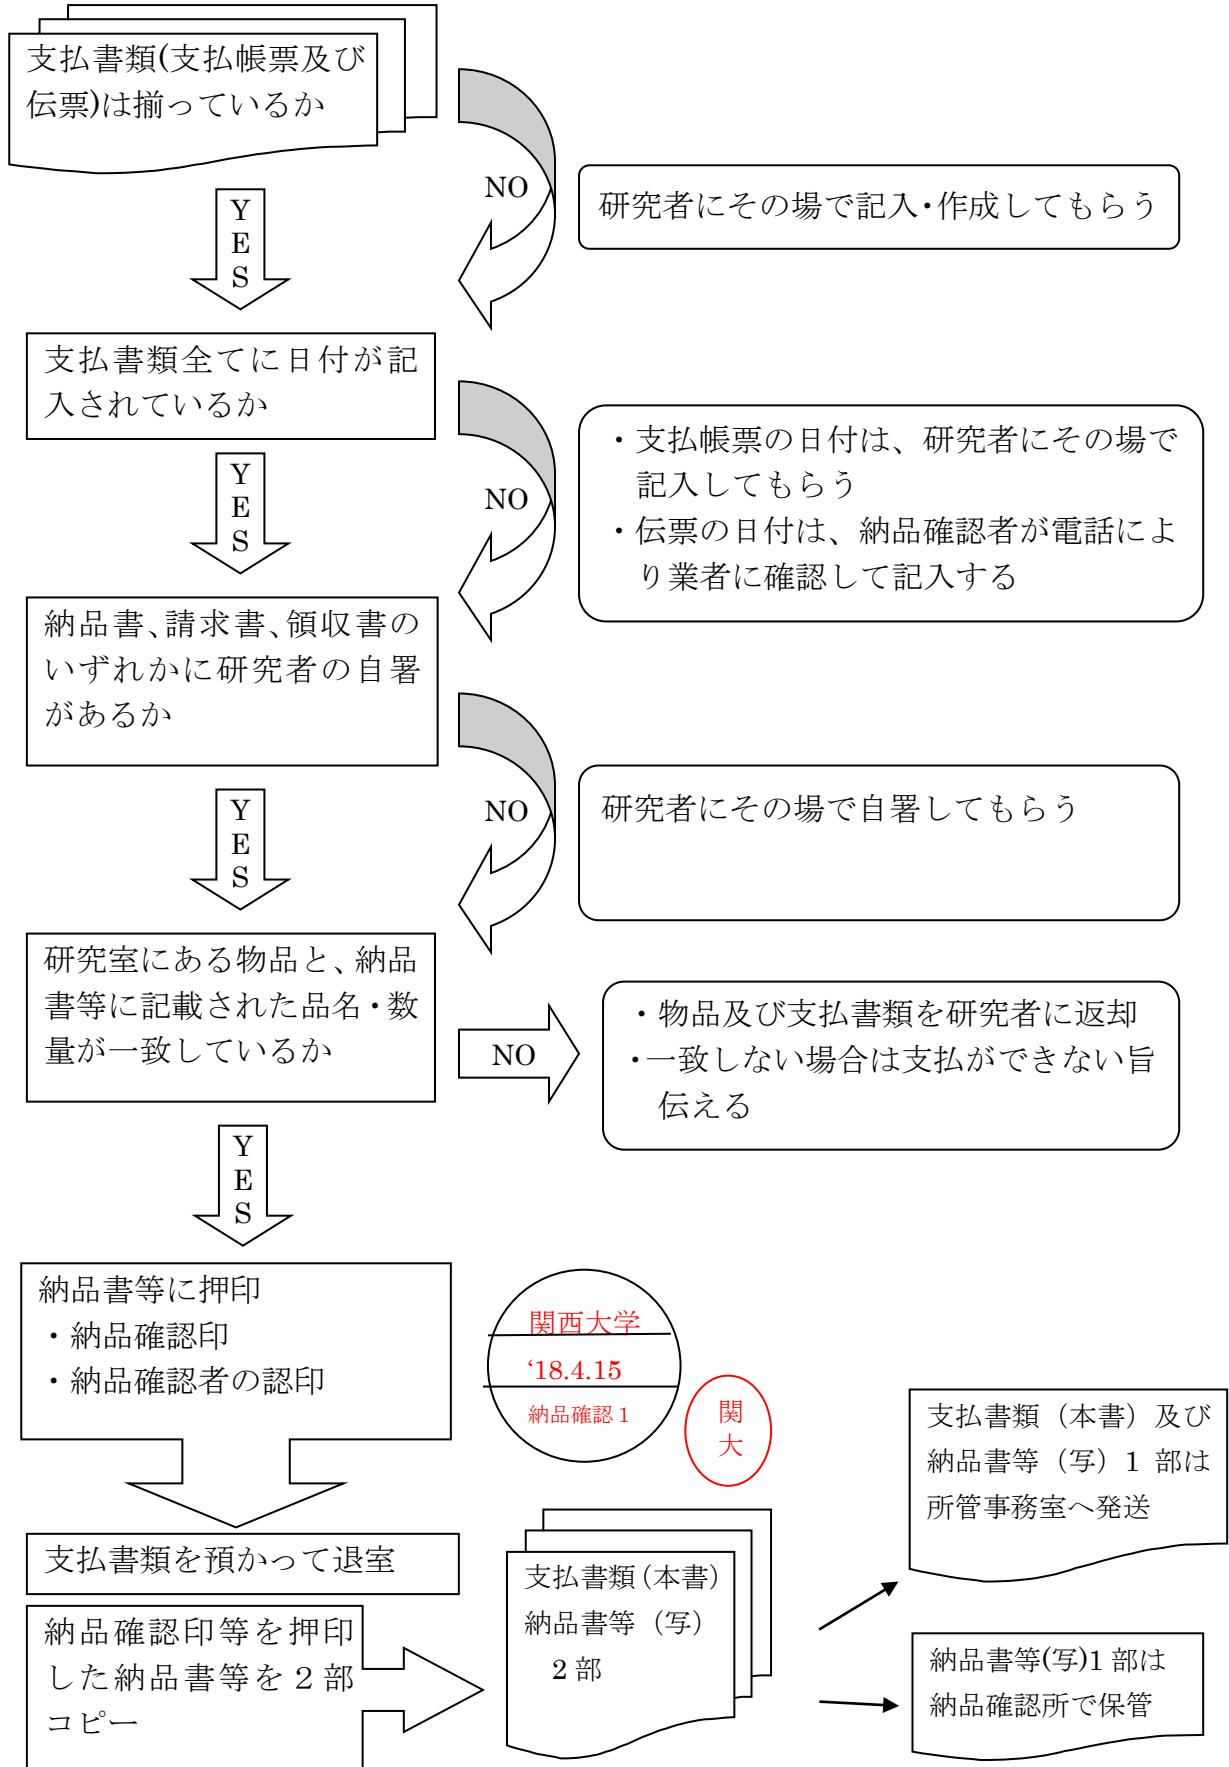 支払書類(支払帳票及び
伝票)は揃っているか
NO
研究者にその場で記入・作成してもらう
YES
支払書類全てに日付が記
入されているか
NO
・支払帳票の日付は、研究者にその場で
記入してもらう
・伝票の日付は、納品確認者が電話によ
り業者に確認して記入する
YES
納品書、請求書、領収書の
いずれかに研究者の自署
があるか
NO
研究者にその場で自署してもらう
YES
研究室にある物品と、納品
書等に記載された品名・数
量が一致しているか
NO
・物品及び支払書類を研究者に返却
・一致しない場合は支払ができない旨
伝える
YES
納品書等に押印
・納品確認印
・納品確認者の認印
関西大学
‘18.4.15
納品確認1
関
大
支払書類を預かって退室
納品確認印等を押印
した納品書等を2部
コピー
支払書類(本書)
納品書等（写）
2部
支払書類（本書）及び
納品書等（写）1 部は
所管事務室へ発送
納品書等(写)1部は
納品確認所で保管